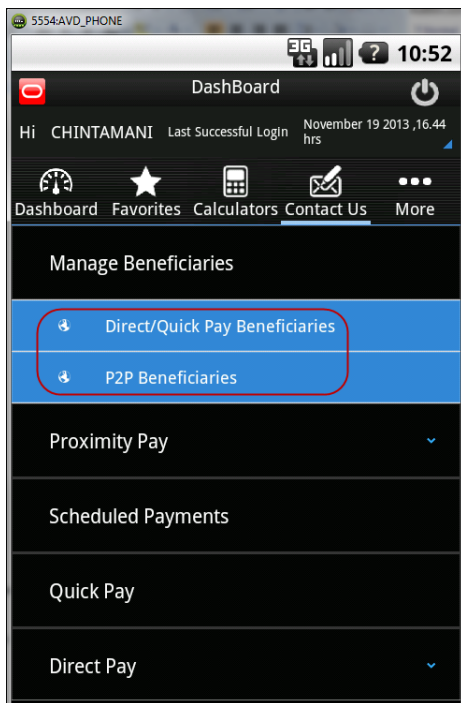 5554:AVD_PHONE
3G 10:52
DashBoard
Hi CHINTAMANI Last Successful Login November 19 2013 ,16.44
hrs
Dashboard Favorites Calculators Contact Us More
Manage Beneficiaries
Direct/Quick Pay Beneficiaries
P2P Beneficiaries
Proximity Pay
Scheduled Payments
Quick Pay
Direct Pay